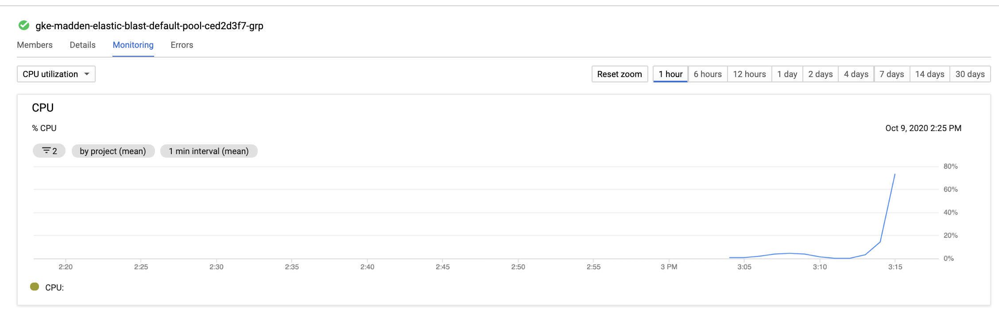 gke-madden-elastic-blast-default-pool-ced2d3f7-grp
Members Details Monitoring Errors
CPU utilization Reset zoom 1 hour 6 hours 12 hours 1 day 2 days 4 days 7 days 14 days 30 days
CPU
% CPU Oct 9, 2020 2:25 PM
2 by project (mean) 1 min interval (mean)
80%
60%
40%
20%
0%
2:20 2:25 2:30 2:35 2:40 2:45 2:50 2:55 3 PM 3:05 3:10 3:15
CPU: